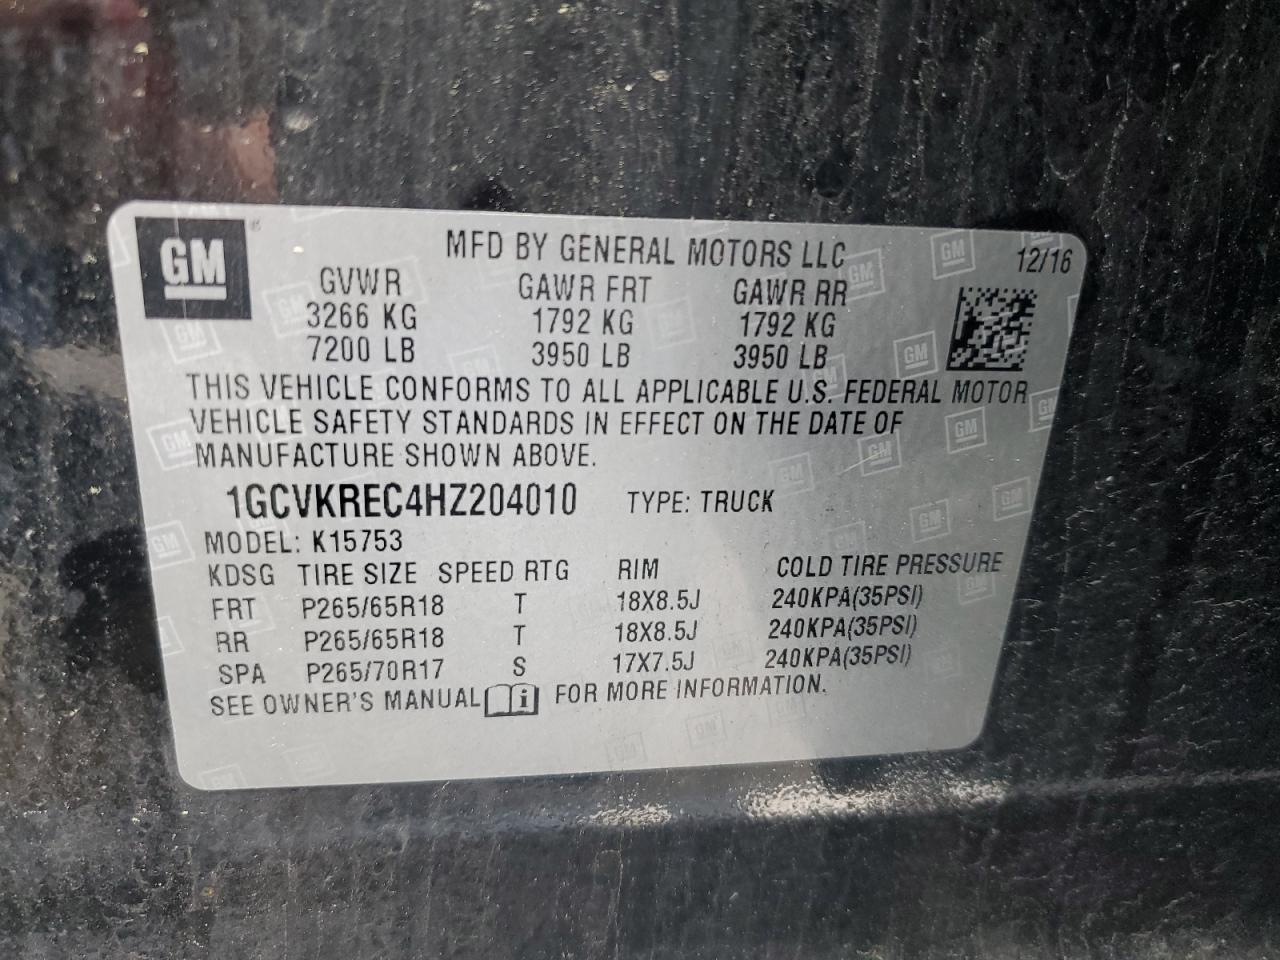 GM
MFD BY GENERAL MOTORS LLC 12/16
GVWR GAWR FRT GAWR RR
3266 KG 1792 KG 1792 KG
7200 LB 3950 LB 3950 LB
THIS VEHICLE CONFORMS TO ALL APPLICABLE U.S. FEDERAL MOTOR
VEHICLE SAFETY STANDARDS IN EFFECT ON THE DATE OF
MANUFACTURE SHOWN ABOVE.
1GCVKREC4HZ204010 TYPE: TRUCK
MODEL: K15753
KDSG TIRE SIZE SPEED RTG RIM COLD TIRE PRESSURE
FRT P265/65R18 T 18X8.5J 240KPA(35PSI)
RR P265/65R18 T 18X8.5J 240KPA(35PSI)
SPA P265/70R17 S 17X7.5J 240KPA(35PSI)
SEE OWNER'S MANUAL i FOR MORE INFORMATION.